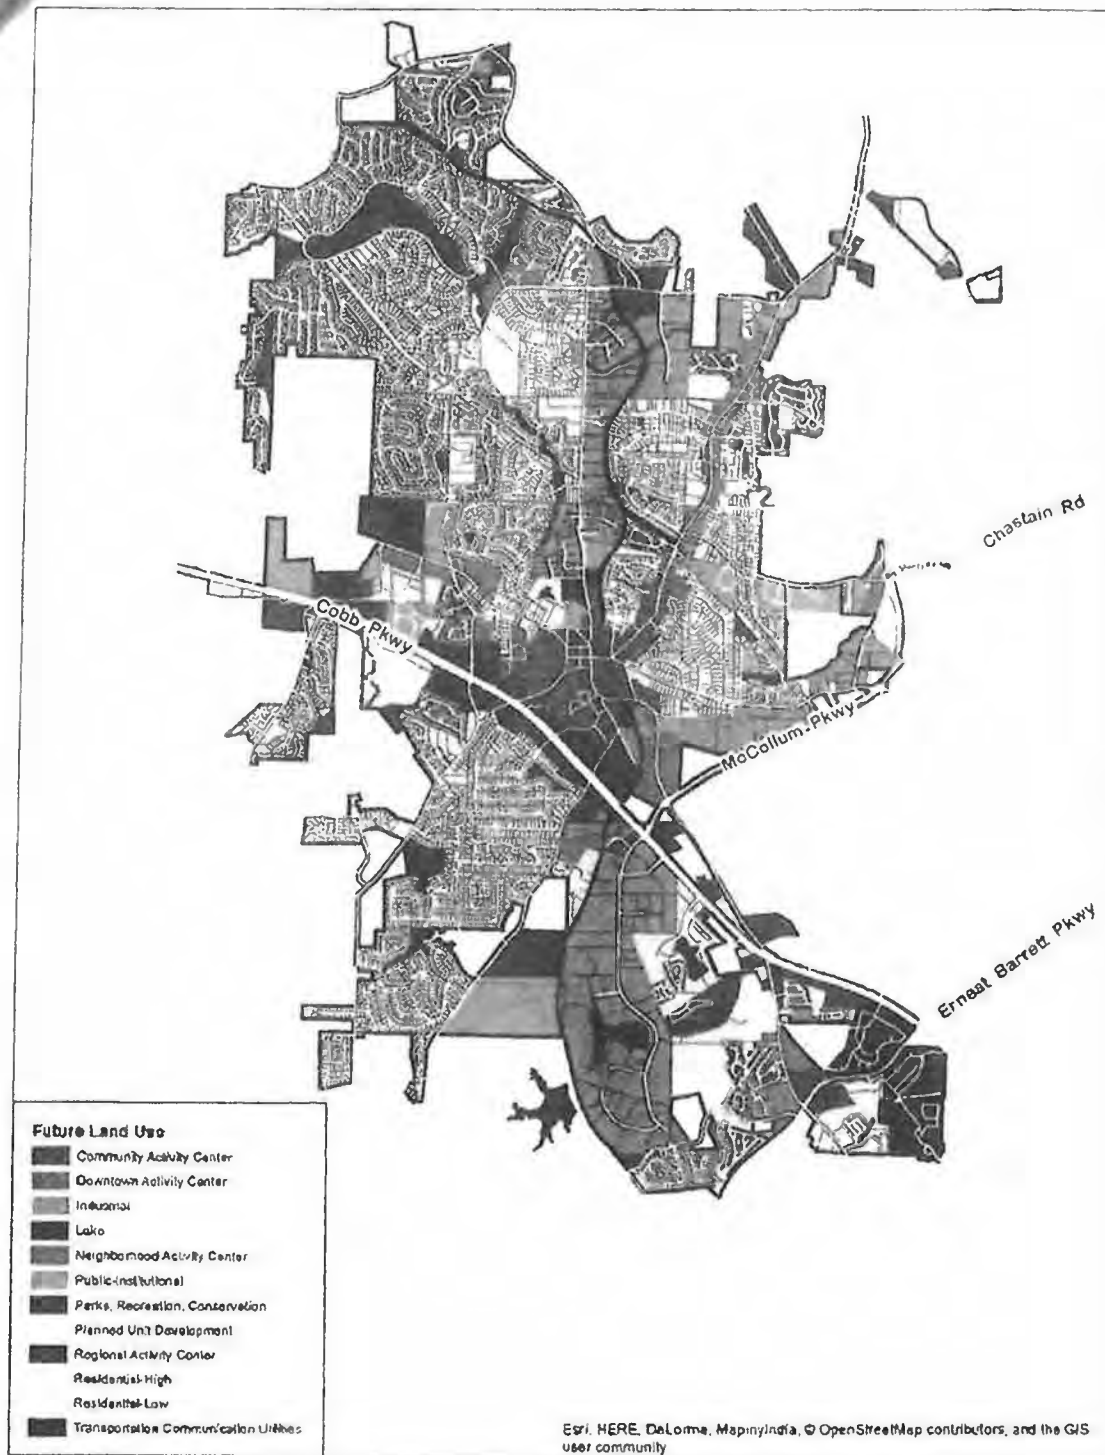 Chastain Rd
Cobb Pkwy
McCollum Pkwy
Ernest Barrett Pkwy
Future Land Use
Community Activity Center
Downtown Activity Center
Industrial
Lake
Neighborhood Activity Center
Public-Institutional
Parks, Recreation, Conservation
Planned Unit Development
Regional Activity Center
Residential-High
Residential-Low
Transportation Communication Utilities
Esri, HERE, DeLorme, MapmyIndia, © OpenStreetMap contributors, and the GIS
user community